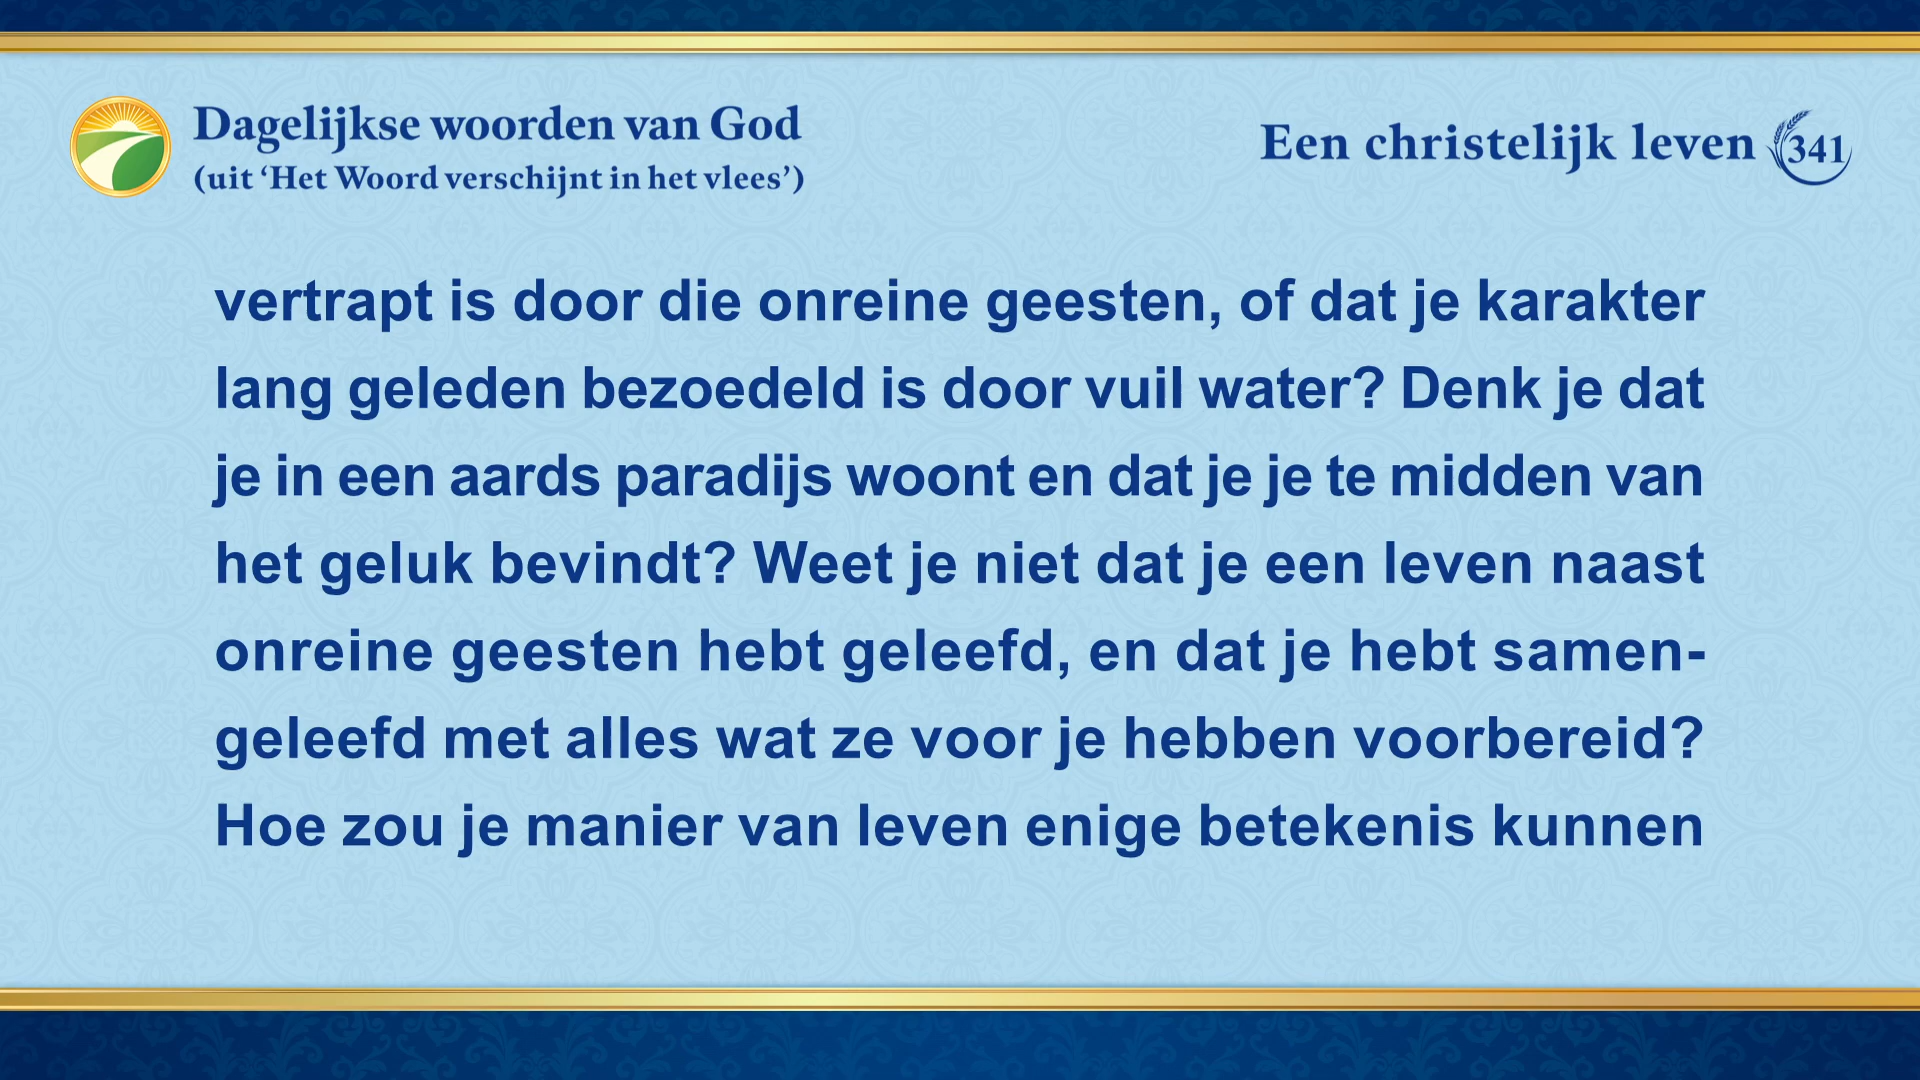 Dagelijkse woorden van God
(uit ‘Het Woord verschijnt in het vlees’)
Een christelijk leven 341
vertrapt is door die onreine geesten, of dat je karakter
lang geleden bezoedeld is door vuil water? Denk je dat
je in een aards paradijs woont en dat je je te midden van
het geluk bevindt? Weet je niet dat je een leven naast
onreine geesten hebt geleefd, en dat je hebt samen-
geleefd met alles wat ze voor je hebben voorbereid?
Hoe zou je manier van leven enige betekenis kunnen